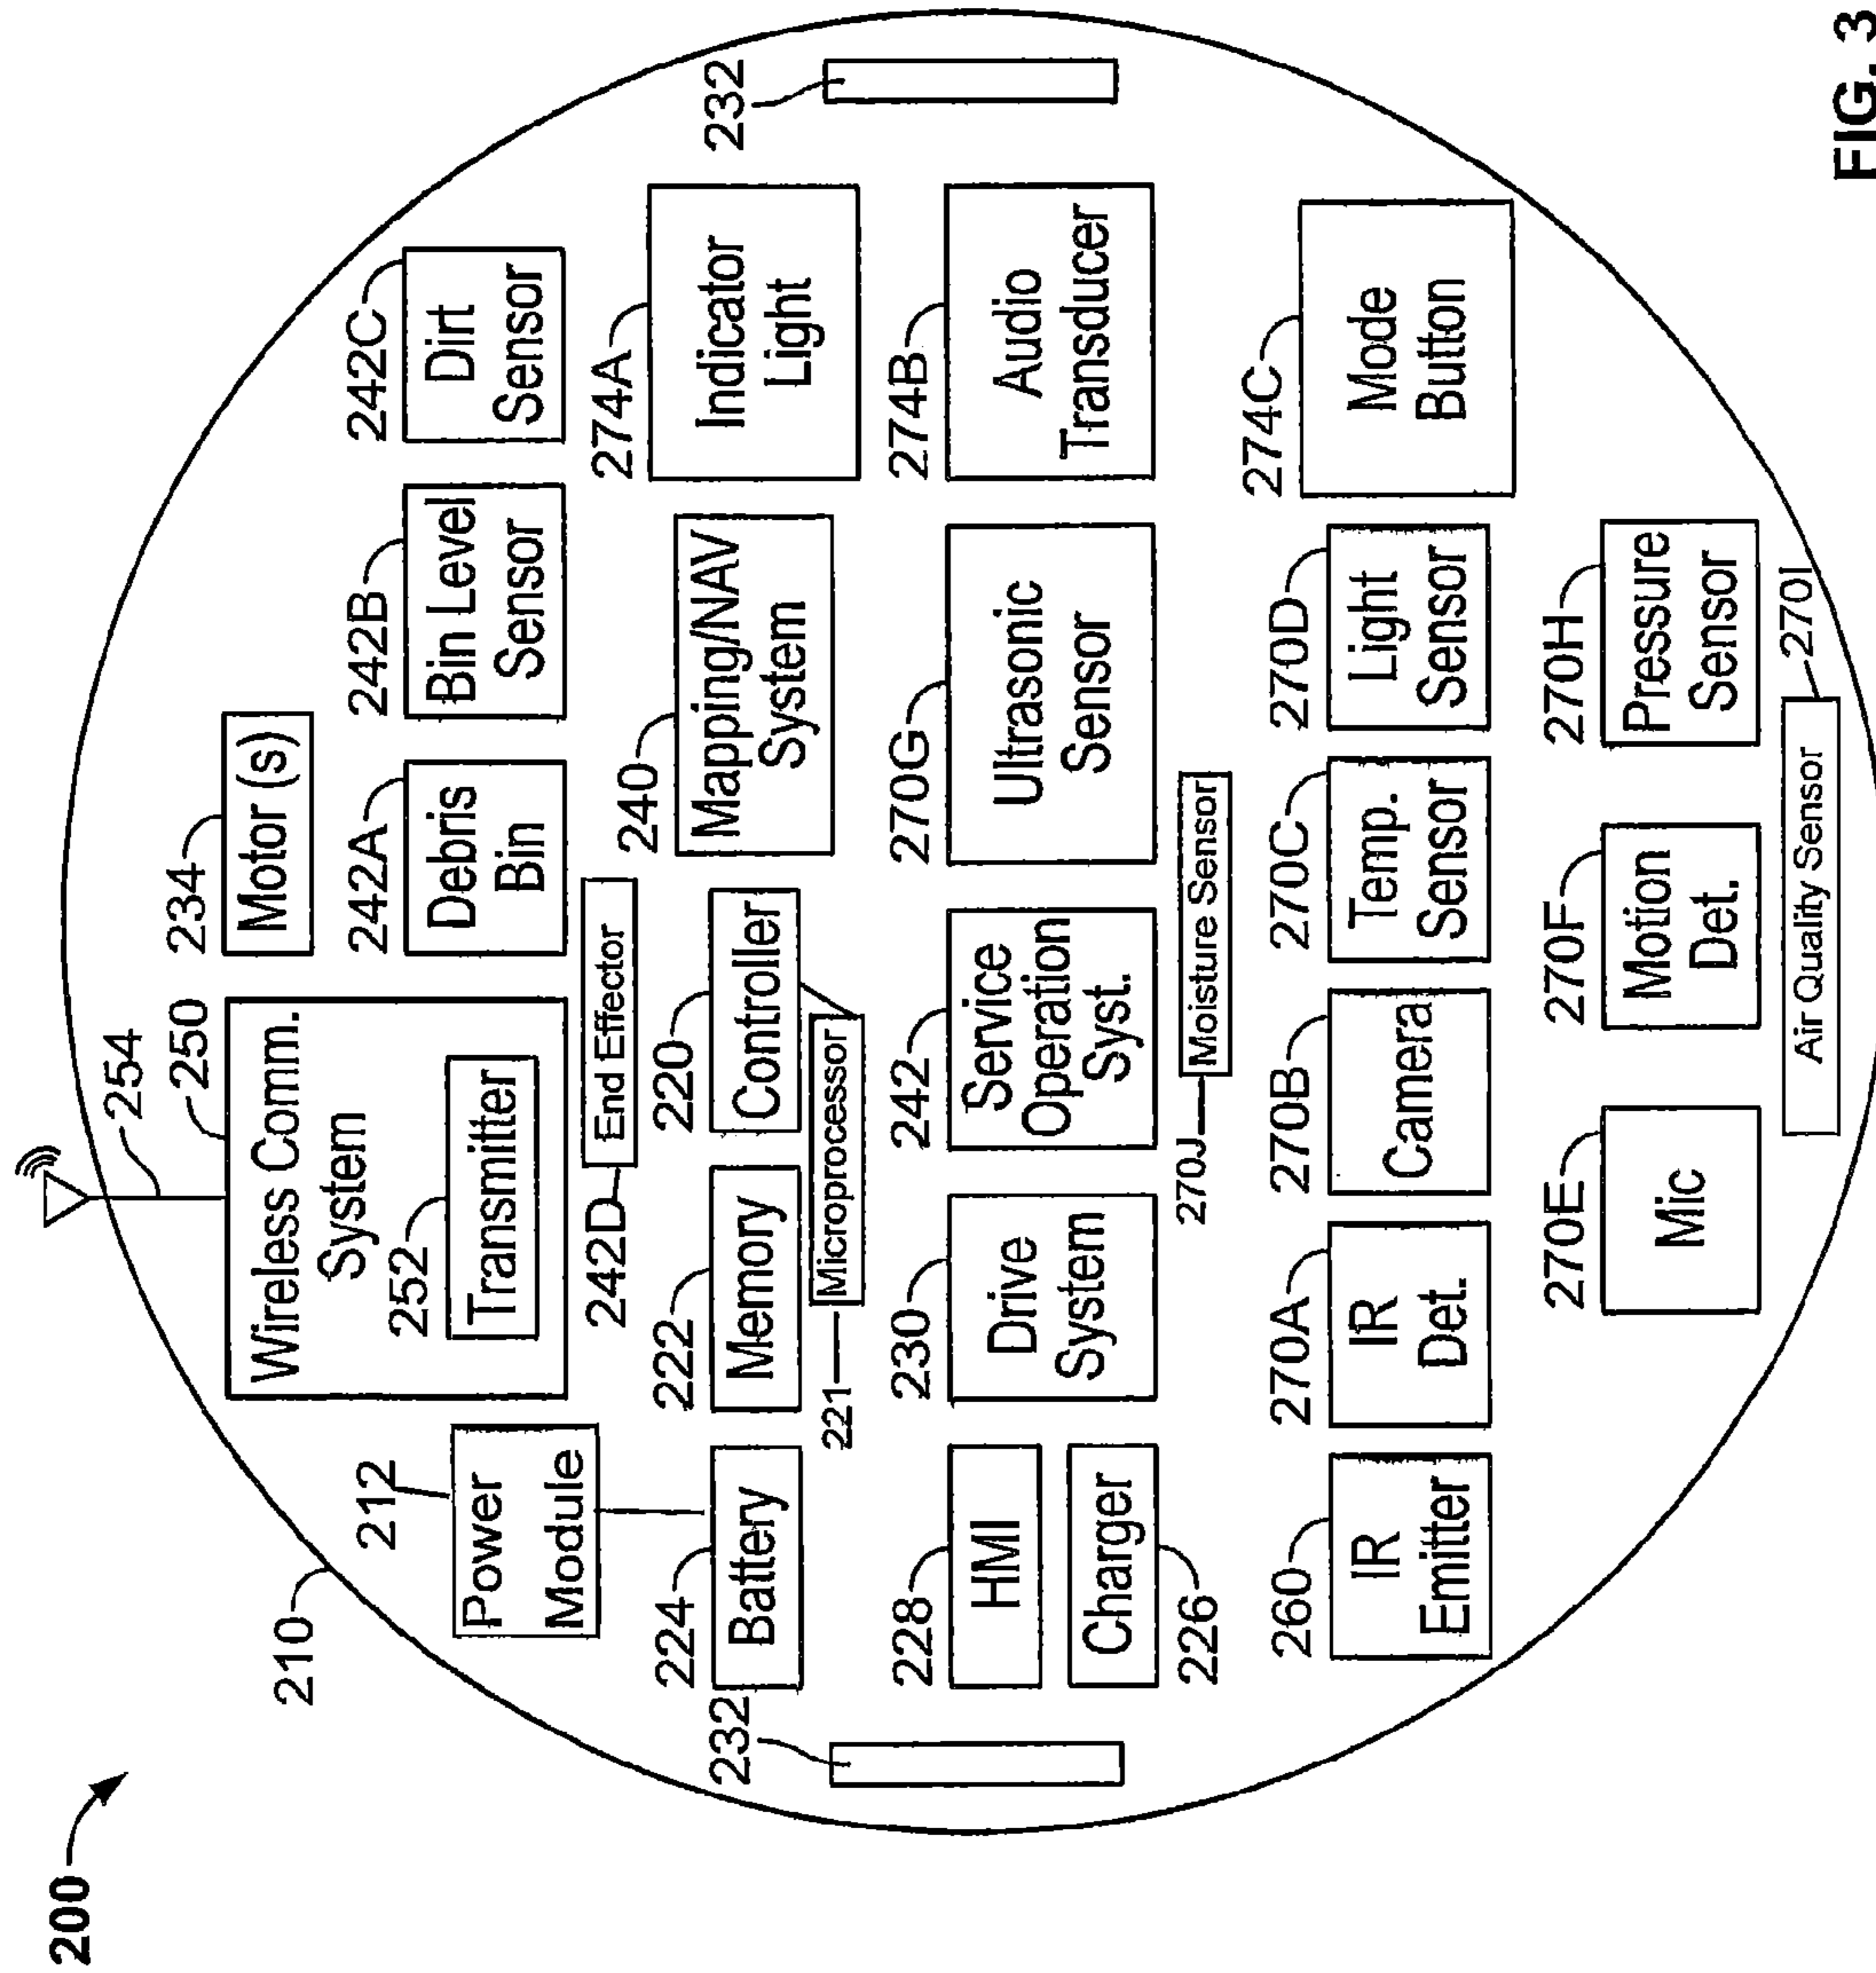 200
210
254
250
Wireless Comm.
System
252
Transmitter
234
Motor (s)
212
Power
Module
242A
Debris
Bin
242B
Bin Level
Sensor
242C
Dirt
Sensor
242D
End Effector
224
Battery
222
Memory
220
Controller
221
Microprocessor
240
Mapping/NAV
System
274A
Indicator
Light
232
232
228
HMI
Charger
226
230
Drive
System
242
Service
Operation
Syst.
270G
Ultrasonic
Sensor
274B
Audio
Transducer
270J
Moisture Sensor
260
IR
Emitter
270A
IR
Det.
270B
Camera
270C
Temp.
Sensor
270D
Light
Sensor
274C
Mode
Button
270E
Mic
270F
Motion
Det.
270H
Pressure
Sensor
Air Quality Sensor
270I
FIG. 3